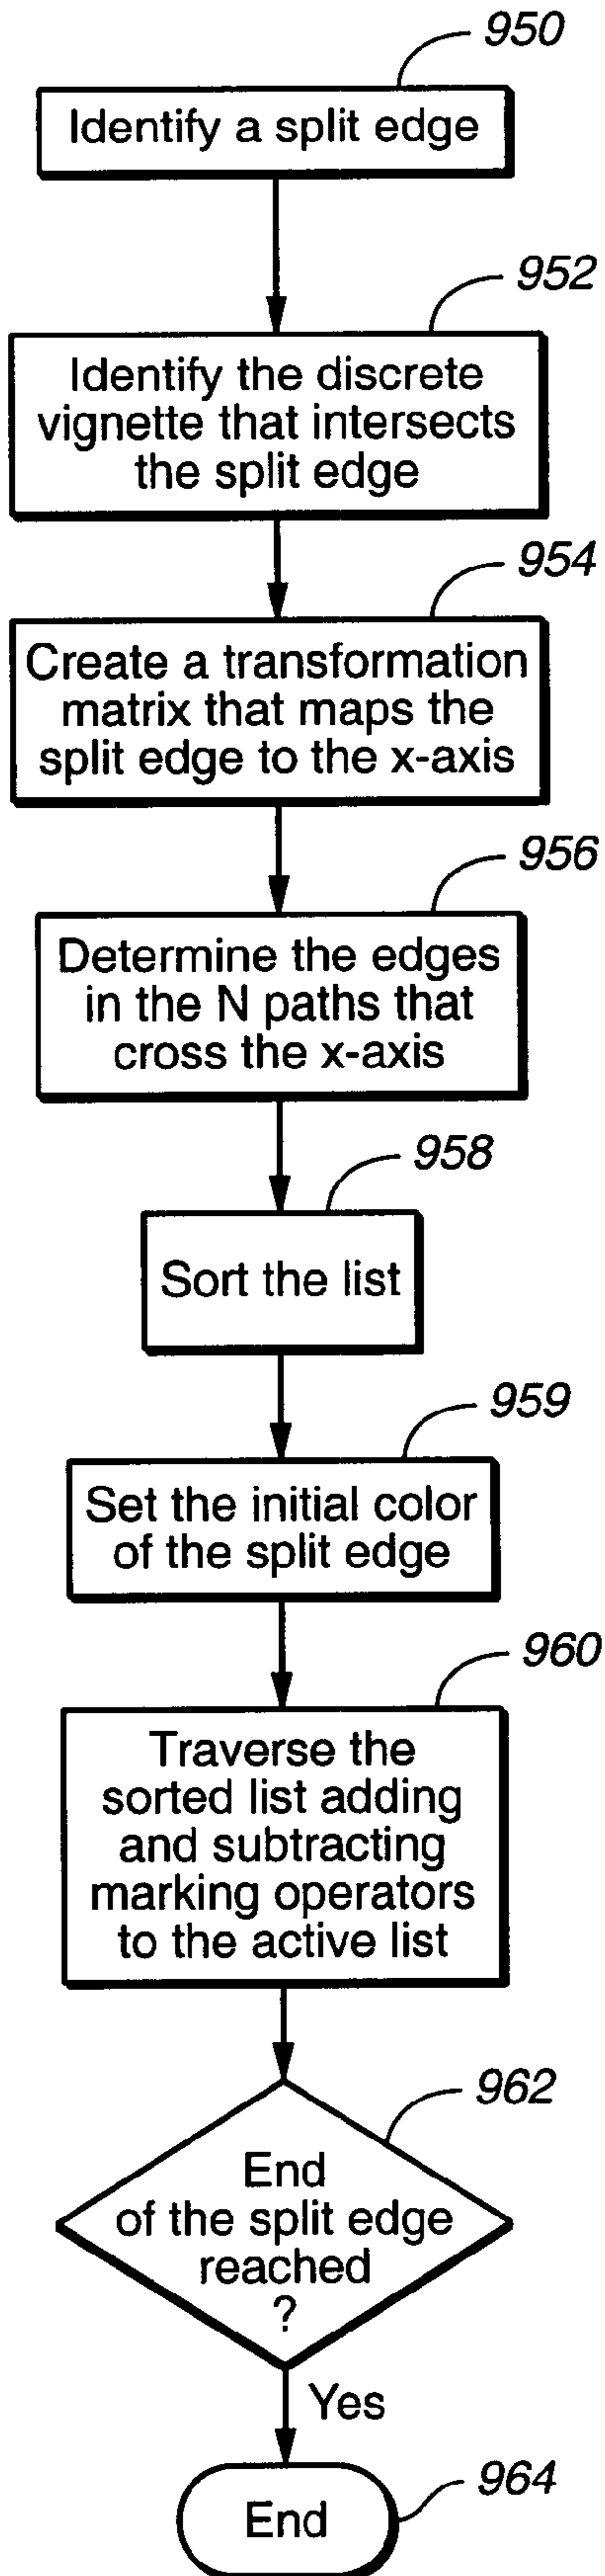 950
Identify a split edge
952
Identify the discrete
vignette that intersects
the split edge
954
Create a transformation
matrix that maps the
split edge to the x-axis
956
Determine the edges
in the N paths that
cross the x-axis
958
Sort the list
959
Set the initial color
of the split edge
960
Traverse the
sorted list adding
and subtracting
marking operators
to the active list
962
End
of the split edge
reached
?
Yes
964
End